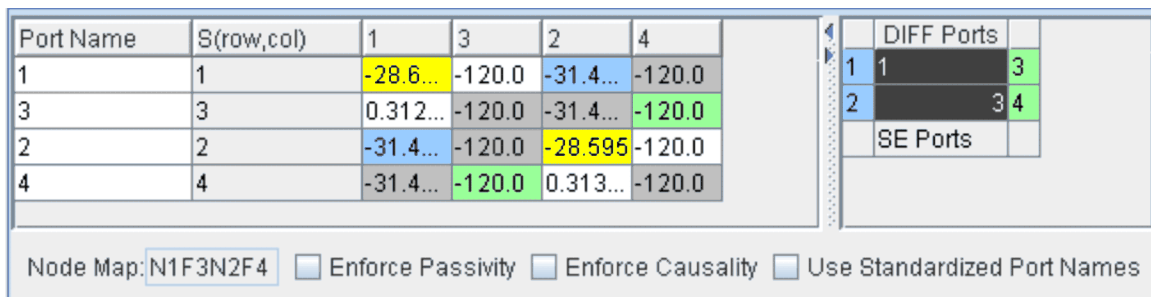 Port Name S(row,col) 1 3 2 4
1 1 -28.6... -120.0 -31.4... -120.0
3 3 0.312... -120.0 -31.4... -120.0
2 2 -31.4... -120.0 -28.595 -120.0
4 4 -31.4... -120.0 0.313... -120.0
DIFF Ports
1 1 3
2 3 4
SE Ports
Node Map: N1F3N2F4 Enforce Passivity Enforce Causality Use Standardized Port Names